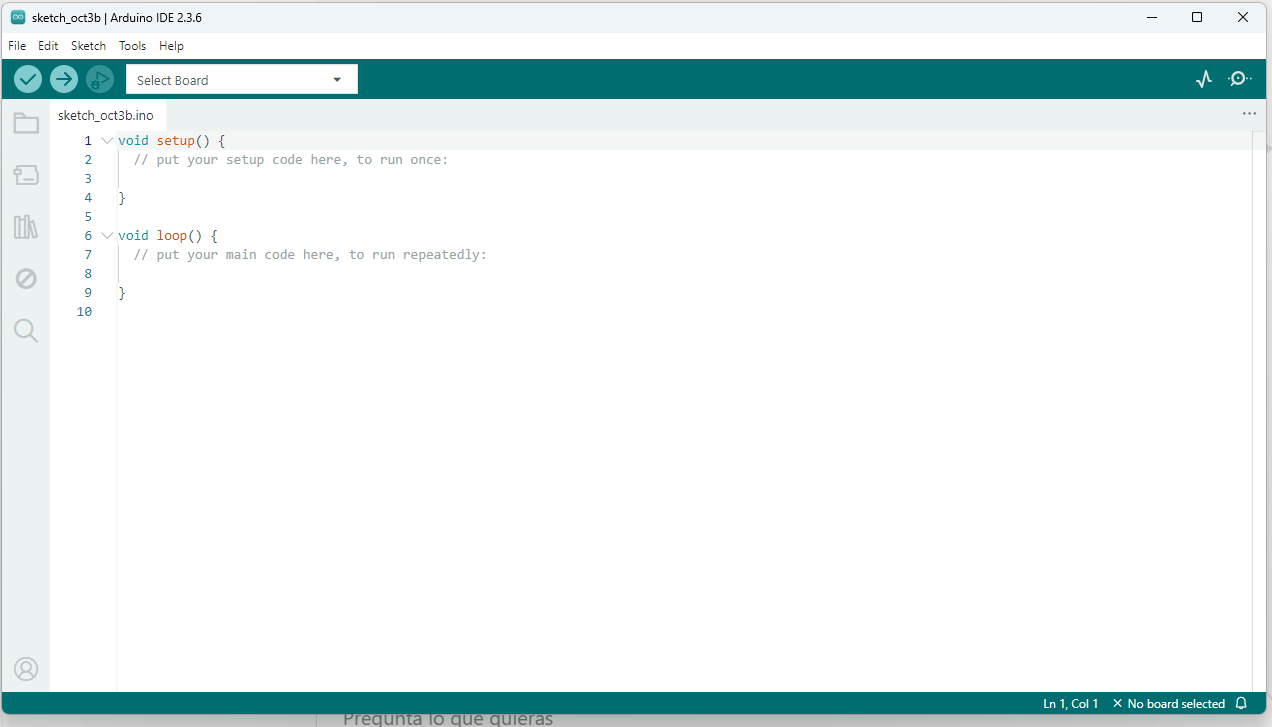 sketch_oct3b | Arduino IDE 2.3.6
File Edit Sketch Tools Help
Select Board
sketch_oct3b.ino
1 void setup() {
2 // put your setup code here, to run once:
3
4 }
5
6 void loop() {
7 // put your main code here, to run repeatedly:
8
9 }
10
Ln 1, Col 1 × No board selected
Pregunta lo que quieras